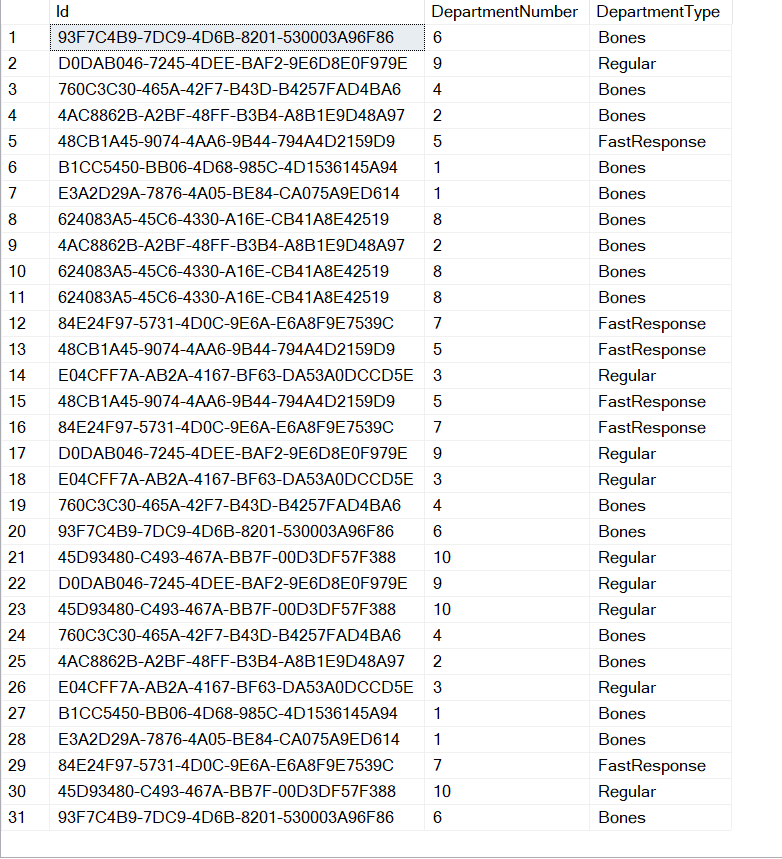 Id DepartmentNumber DepartmentType
1 93F7C4B9-7DC9-4D6B-8201-530003A96F86 6 Bones
2 D0DAB046-7245-4DEE-BAF2-9E6D8E0F979E 9 Regular
3 760C3C30-465A-42F7-B43D-B4257FAD4BA6 4 Bones
4 4AC8862B-A2BF-48FF-B3B4-A8B1E9D48A97 2 Bones
5 48CB1A45-9074-4AA6-9B44-794A4D2159D9 5 FastResponse
6 B1CC5450-BB06-4D68-985C-4D1536145A94 1 Bones
7 E3A2D29A-7876-4A05-BE84-CA075A9ED614 1 Bones
8 624083A5-45C6-4330-A16E-CB41A8E42519 8 Bones
9 4AC8862B-A2BF-48FF-B3B4-A8B1E9D48A97 2 Bones
10 624083A5-45C6-4330-A16E-CB41A8E42519 8 Bones
11 624083A5-45C6-4330-A16E-CB41A8E42519 8 Bones
12 84E24F97-5731-4D0C-9E6A-E6A8F9E7539C 7 FastResponse
13 48CB1A45-9074-4AA6-9B44-794A4D2159D9 5 FastResponse
14 E04CFF7A-AB2A-4167-BF63-DA53A0DCCD5E 3 Regular
15 48CB1A45-9074-4AA6-9B44-794A4D2159D9 5 FastResponse
16 84E24F97-5731-4D0C-9E6A-E6A8F9E7539C 7 FastResponse
17 D0DAB046-7245-4DEE-BAF2-9E6D8E0F979E 9 Regular
18 E04CFF7A-AB2A-4167-BF63-DA53A0DCCD5E 3 Regular
19 760C3C30-465A-42F7-B43D-B4257FAD4BA6 4 Bones
20 93F7C4B9-7DC9-4D6B-8201-530003A96F86 6 Bones
21 45D93480-C493-467A-BB7F-00D3DF57F388 10 Regular
22 D0DAB046-7245-4DEE-BAF2-9E6D8E0F979E 9 Regular
23 45D93480-C493-467A-BB7F-00D3DF57F388 10 Regular
24 760C3C30-465A-42F7-B43D-B4257FAD4BA6 4 Bones
25 4AC8862B-A2BF-48FF-B3B4-A8B1E9D48A97 2 Bones
26 E04CFF7A-AB2A-4167-BF63-DA53A0DCCD5E 3 Regular
27 B1CC5450-BB06-4D68-985C-4D1536145A94 1 Bones
28 E3A2D29A-7876-4A05-BE84-CA075A9ED614 1 Bones
29 84E24F97-5731-4D0C-9E6A-E6A8F9E7539C 7 FastResponse
30 45D93480-C493-467A-BB7F-00D3DF57F388 10 Regular
31 93F7C4B9-7DC9-4D6B-8201-530003A96F86 6 Bones